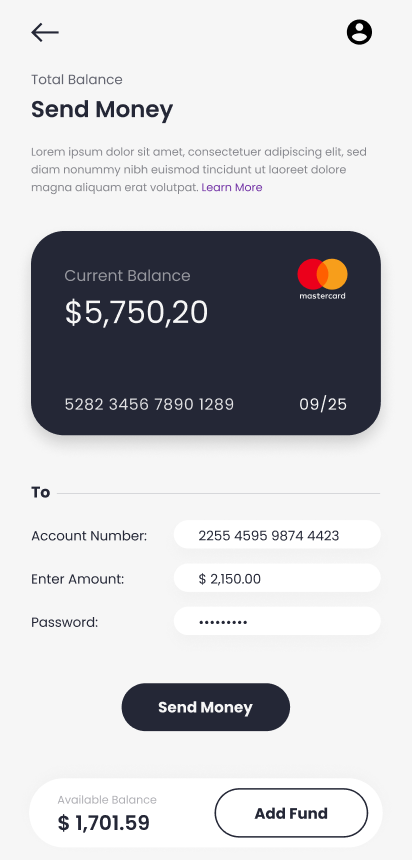 Total Balance
Send Money
Lorem ipsum dolor sit amet, consectetuer adipiscing elit, sed
diam nonummy nibh euismod tincidunt ut laoreet dolore
magna aliquam erat volutpat. Learn More
Current Balance
mastercard
$5,750,20
5282 3456 7890 1289 09/25
To
Account Number: 2255 4595 9874 4423
Enter Amount: $ 2,150.00
Password: •••••••••
Send Money
Available Balance
$ 1,701.59
Add Fund